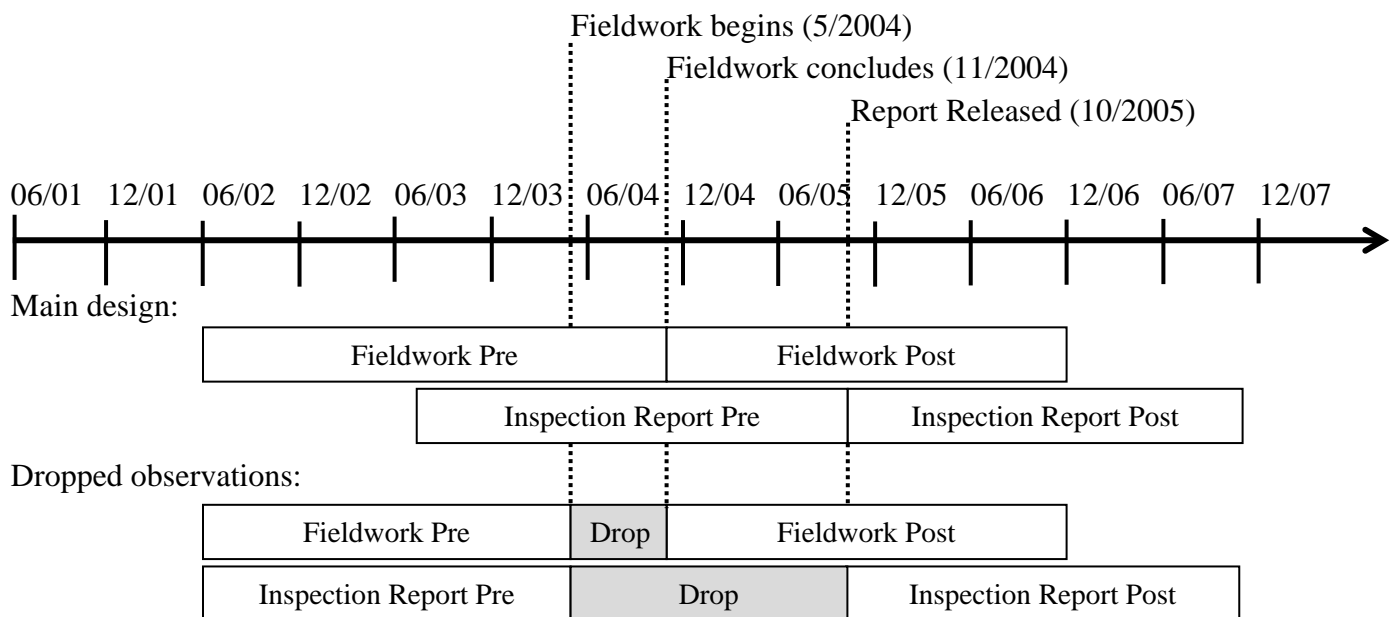 Fieldwork begins (5/2004)
Fieldwork concludes (11/2004)
Report Released (10/2005)
06/01 12/01 06/02 12/02 06/03 12/03 06/04 12/04 06/05 12/05 06/06 12/06 06/07 12/07
Main design:
Fieldwork Pre Fieldwork Post
Inspection Report Pre Inspection Report Post
Dropped observations:
Fieldwork Pre Drop Fieldwork Post
Inspection Report Pre Drop Inspection Report Post